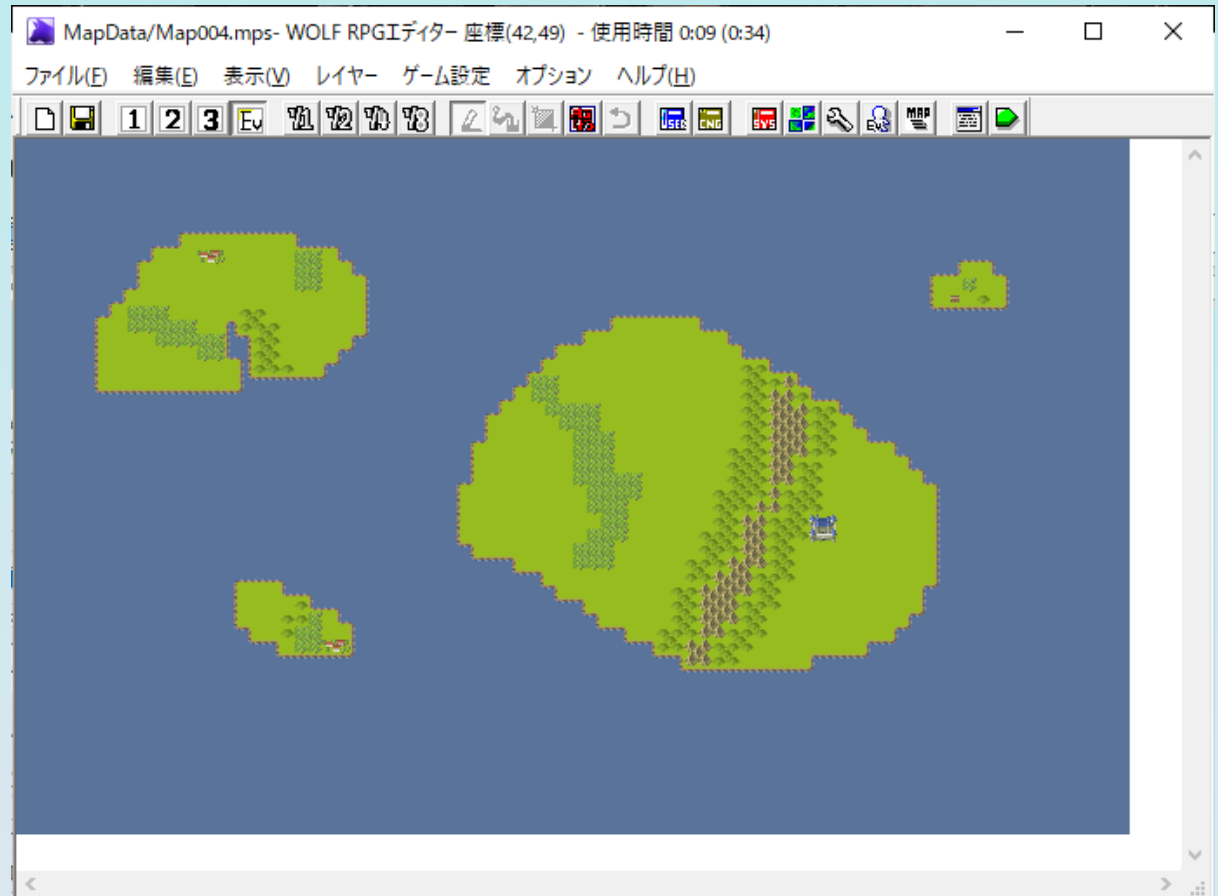 MapData/Map004.mps- WOLF RPGエディター 座標(42,49) - 使用時間 0:09 (0:34)
ファイル(F) 編集(E) 表示(V) レイヤー ゲーム設定 オプション ヘルプ(H)
1 2 3 Ev